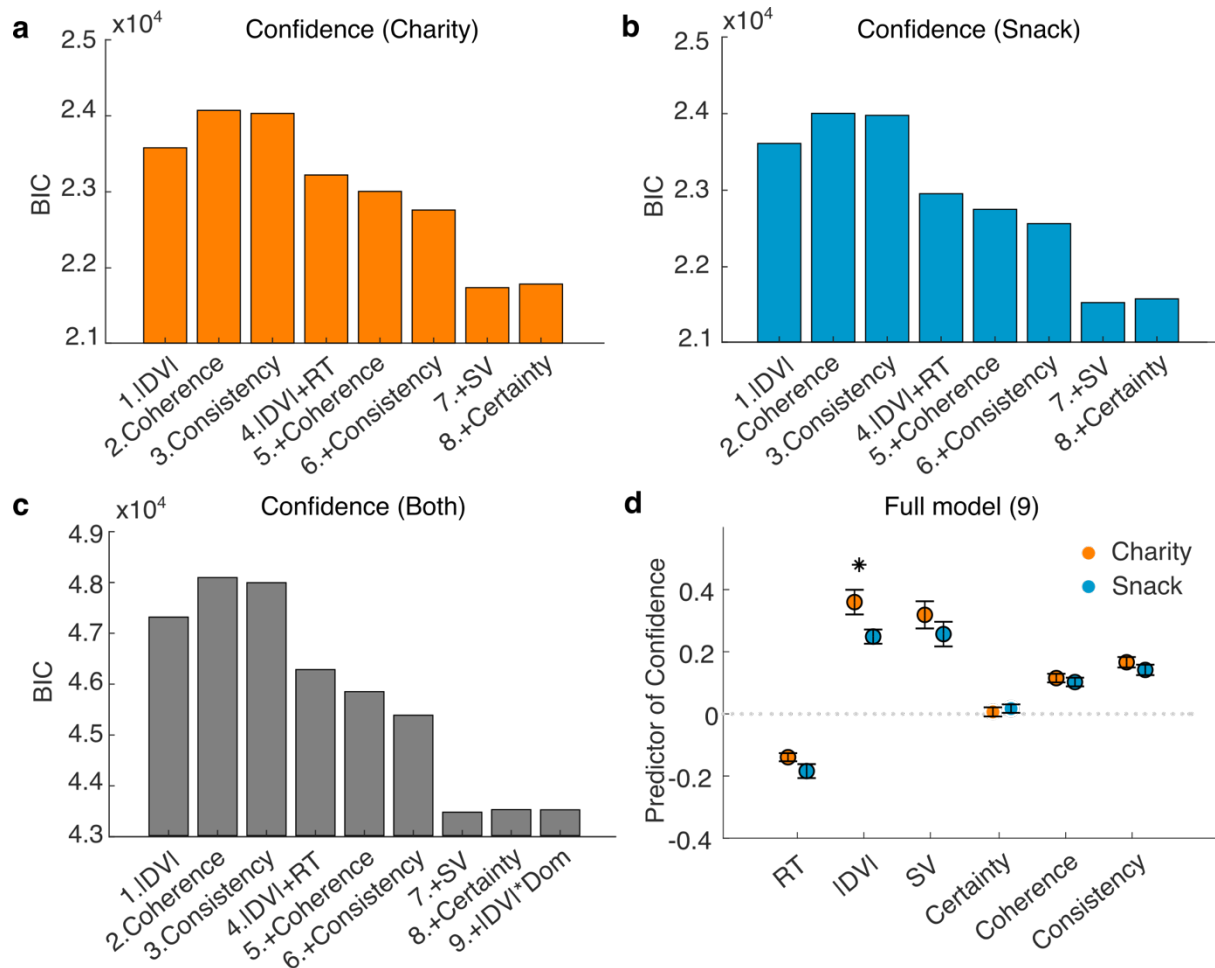 a
x10⁴
Confidence (Charity)
2.5
2.4
2.3
2.2
2.1
BIC
1.|DV|
2.Coherence
3.Consistency
4.|DV|+RT
5.+Coherence
6.+Consistency
7.+SV
8.+Certainty
b
x10⁴
Confidence (Snack)
2.5
2.4
2.3
2.2
2.1
BIC
1.|DV|
2.Coherence
3.Consistency
4.|DV|+RT
5.+Coherence
6.+Consistency
7.+SV
8.+Certainty
c
x10⁴
Confidence (Both)
4.9
4.8
4.7
4.6
4.5
4.4
4.3
BIC
1.|DV|
2.Coherence
3.Consistency
4.|DV|+RT
5.+Coherence
6.+Consistency
7.+SV
8.+Certainty
9.+|DV|*Dom
d
Full model (9)
Charity
Snack
*
0.4
0.2
0
-0.2
-0.4
Predictor of Confidence
RT
|DV|
SV
Certainty
Coherence
Consistency